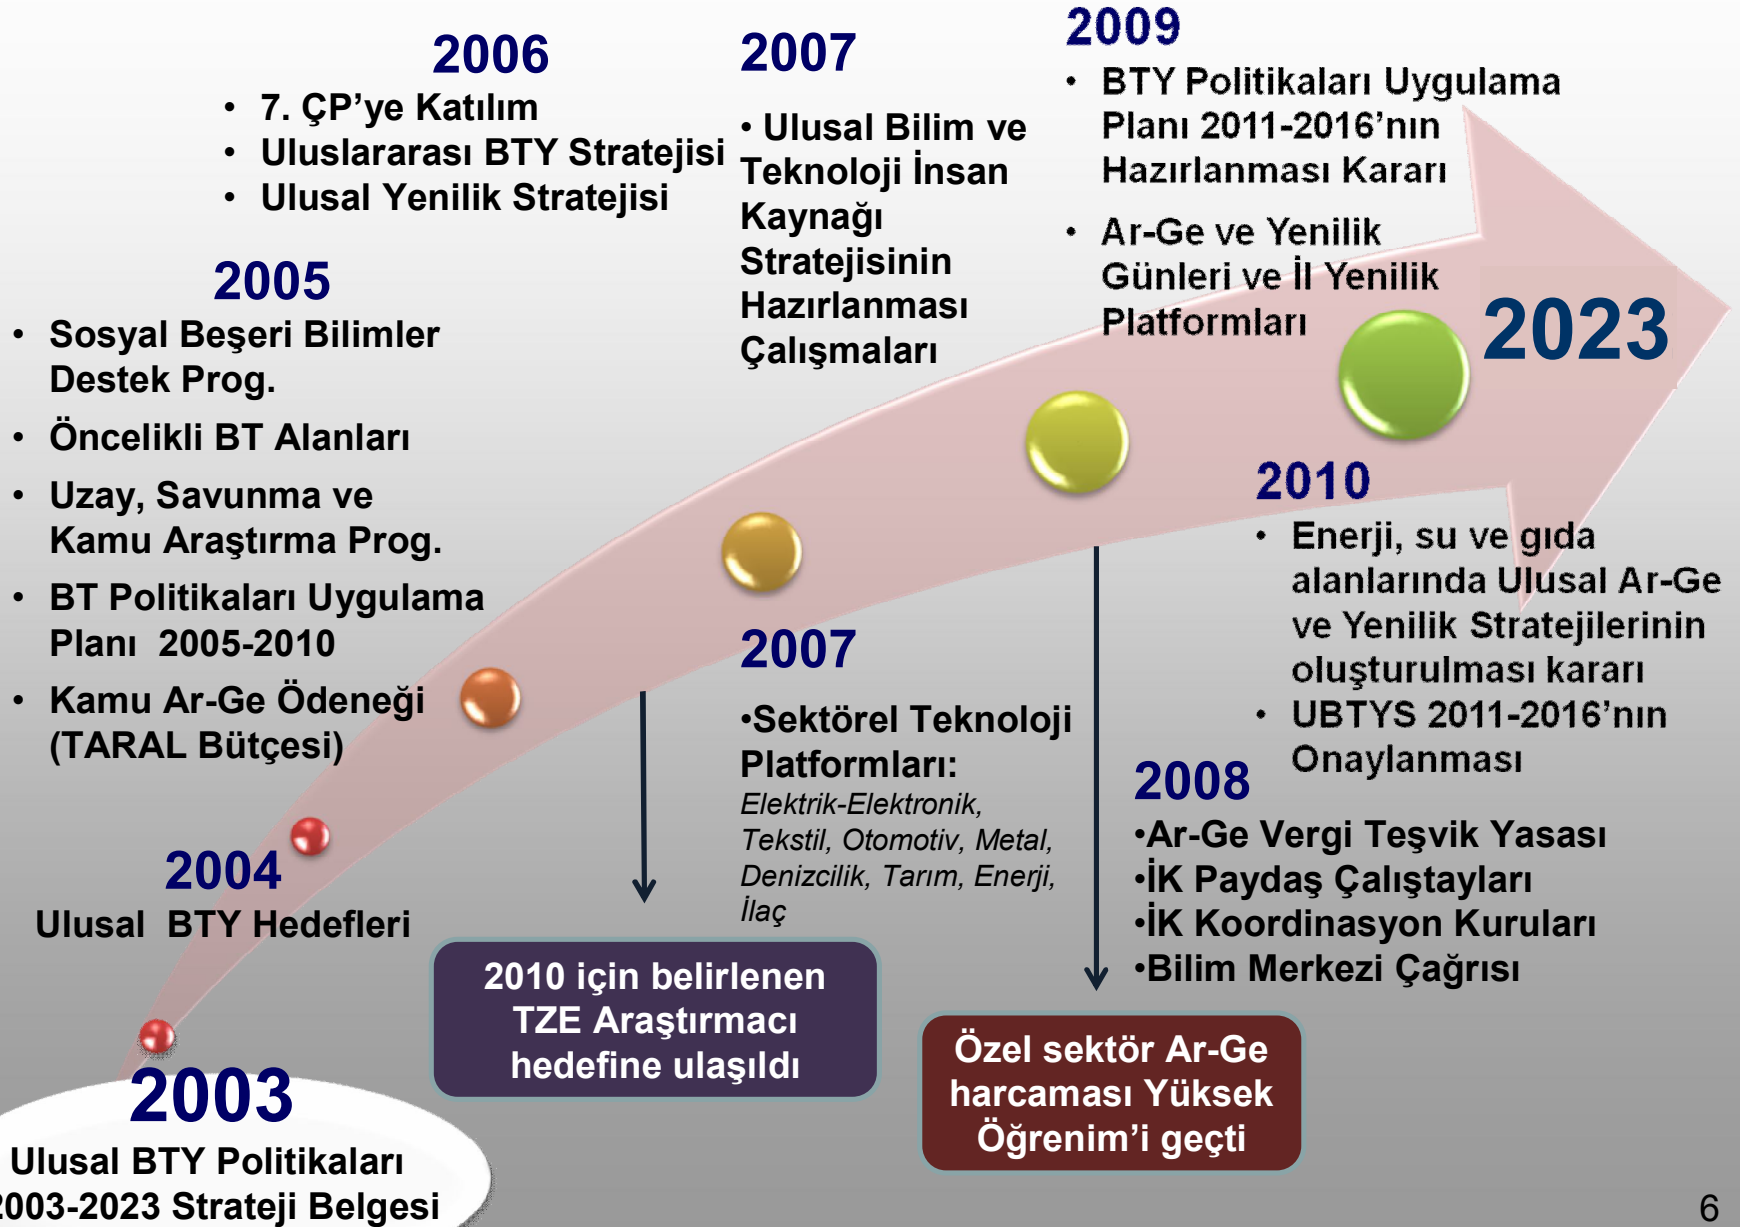 2006
• 7. ÇP’ye Katılım
• Uluslararası BTY Stratejisi
• Ulusal Yenilik Stratejisi
2007
• Ulusal Bilim ve
Teknoloji İnsan
Kaynağı
Stratejisinin
Hazırlanması
Çalışmaları
2009
• BTY Politikaları Uygulama
Planı 2011-2016’nın
Hazırlanması Kararı
• Ar-Ge ve Yenilik
Günleri ve İl Yenilik
Platformları
2023
2005
• Sosyal Beşeri Bilimler
Destek Prog.
• Öncelikli BT Alanları
• Uzay, Savunma ve
Kamu Araştırma Prog.
• BT Politikaları Uygulama
Planı 2005-2010
• Kamu Ar-Ge Ödeneği
(TARAL Bütçesi)
2010
• Enerji, su ve gıda
alanlarında Ulusal Ar-Ge
ve Yenilik Stratejilerinin
oluşturulması kararı
• UBTYS 2011-2016’nın
Onaylanması
2007
•Sektörel Teknoloji
Platformları:
Elektrik-Elektronik,
Tekstil, Otomotiv, Metal,
Denizcilik, Tarım, Enerji,
İlaç
2008
•Ar-Ge Vergi Teşvik Yasası
•İK Paydaş Çalıştayları
•İK Koordinasyon Kuruları
•Bilim Merkezi Çağrısı
2004
Ulusal BTY Hedefleri
2010 için belirlenen
TZE Araştırmacı
hedefine ulaşıldı
Özel sektör Ar-Ge
harcaması Yüksek
Öğrenim’i geçti
2003
Ulusal BTY Politikaları
2003-2023 Strateji Belgesi
6